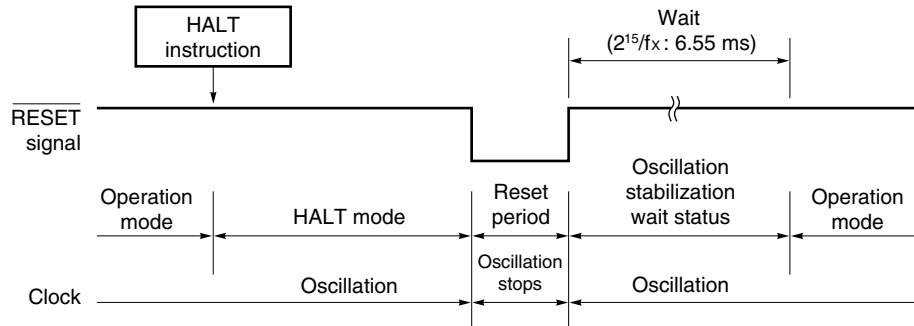 HALT
instruction
Wait
(2¹⁵/fx : 6.55 ms)
RESET
signal
Operation
mode
HALT mode
Reset
period
Oscillation
stabilization
wait status
Operation
mode
Clock
Oscillation
Oscillation
stops
Oscillation